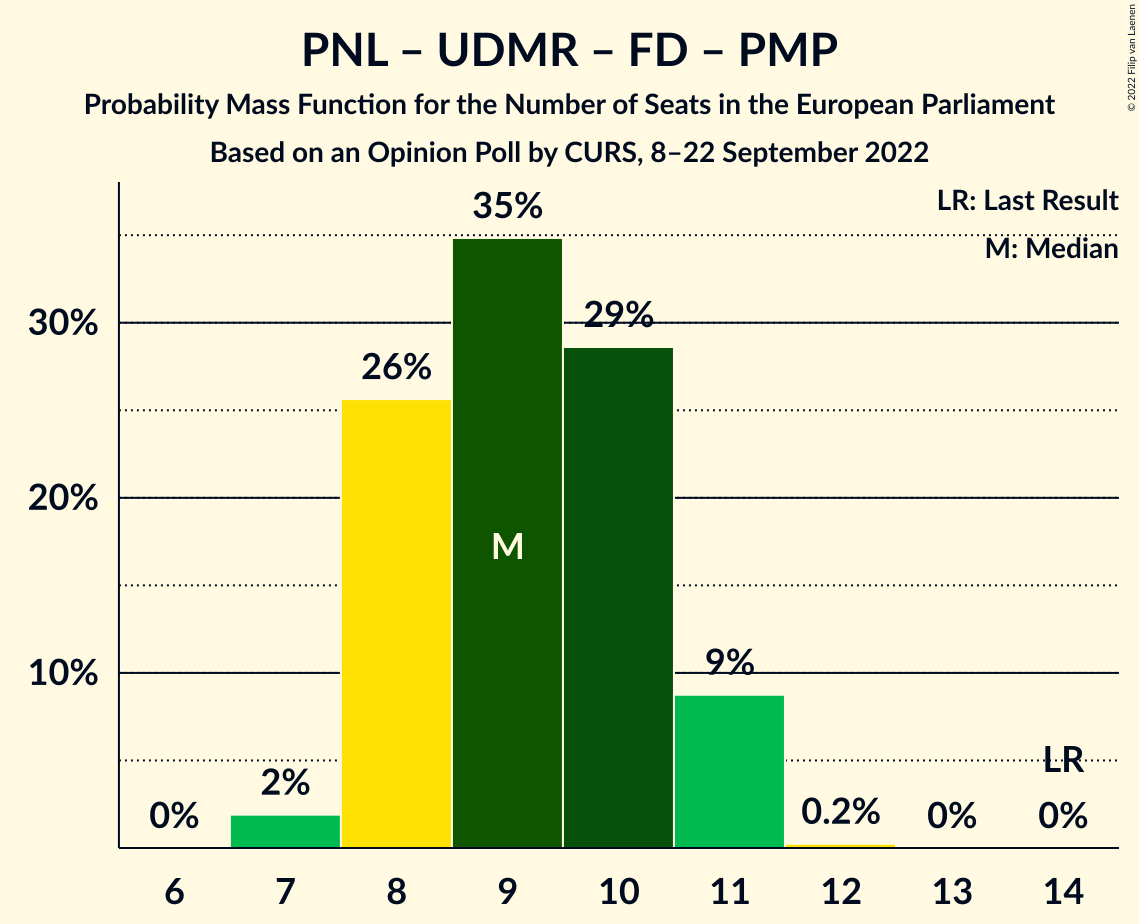 PNL – UDMR – FD – PMP
Probability Mass Function for the Number of Seats in the European Parliament
Based on an Opinion Poll by CURS, 8–22 September 2022
© 2022 Filip van Laenen
LR: Last Result
M: Median
35%
29%
26%
9%
2%
0.2%
0%
0%
0%
LR
M
30%
20%
10%
6 7 8 9 10 11 12 13 14